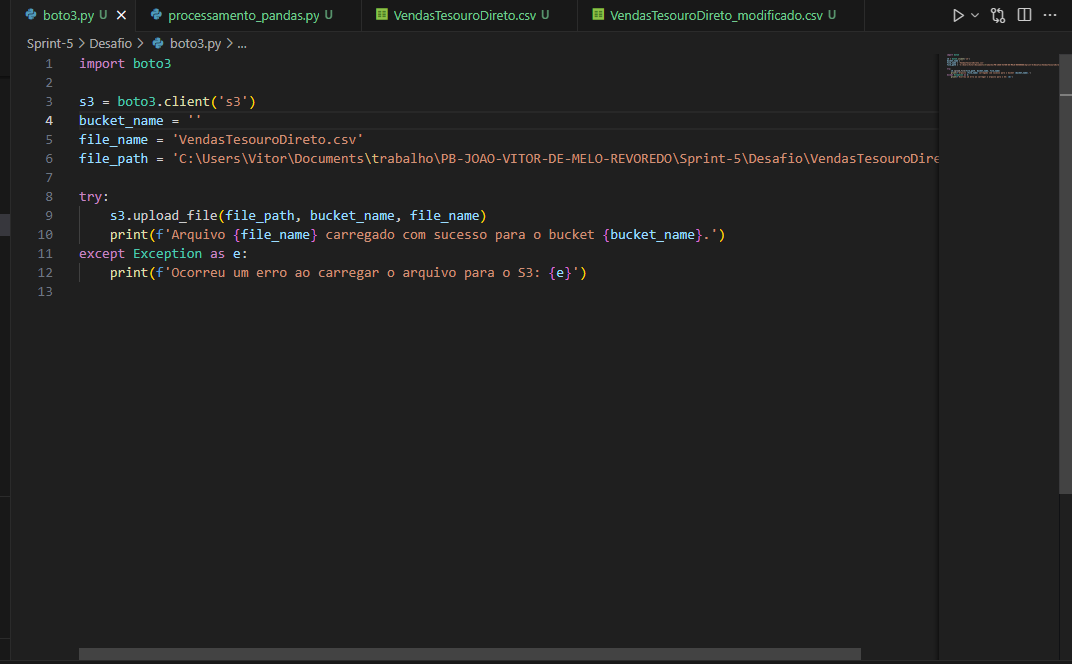 boto3.py U
processamento_pandas.py U
VendasTesouroDireto.csv U
VendasTesouroDireto_modificado.csv U
Sprint-5 > Desafio > boto3.py > ...
1 import boto3
2
3 s3 = boto3.client('s3')
4 bucket_name = ''
5 file_name = 'VendasTesouroDireto.csv'
6 file_path = 'C:\Users\Vitor\Documents\trabalho\PB-JOAO-VITOR-DE-MELO-REVOREDO\Sprint-5\Desafio\VendasTesouroDire
7
8 try:
9     s3.upload_file(file_path, bucket_name, file_name)
10     print(f'Arquivo {file_name} carregado com sucesso para o bucket {bucket_name}.')
11 except Exception as e:
12     print(f'Ocorreu um erro ao carregar o arquivo para o S3: {e}')
13